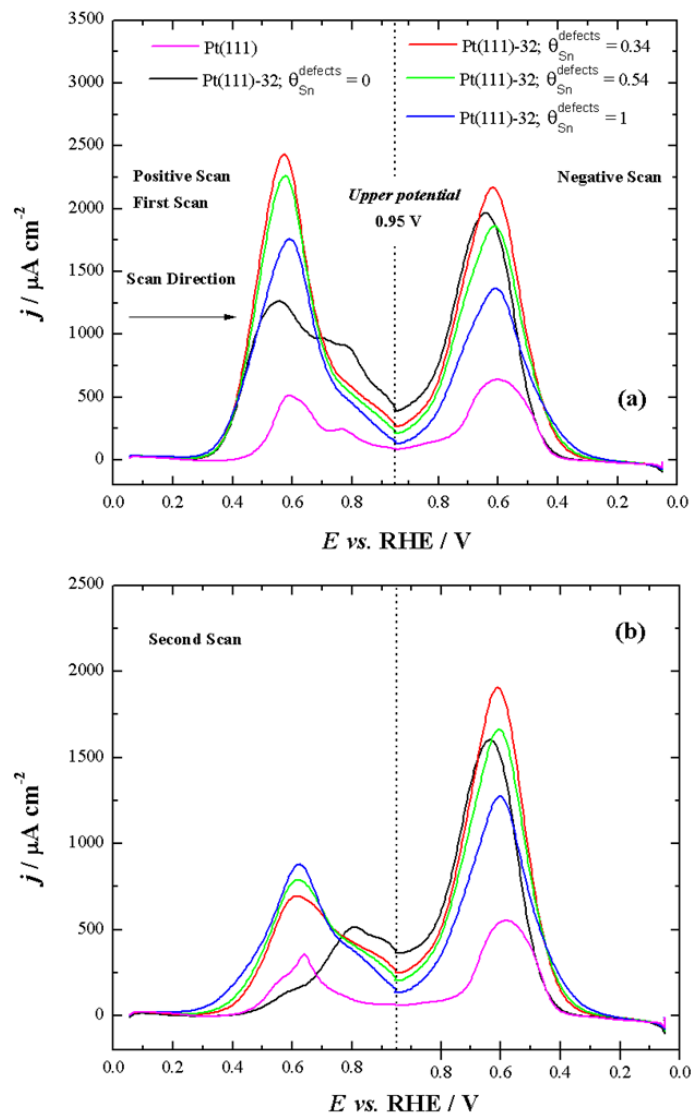 (a)
3500
3000
2500
2000
1500
1000
500
0
j / μA cm⁻²
Pt(111)
Pt(111)-32; θ_Sn^defects = 0
Pt(111)-32; θ_Sn^defects = 0.34
Pt(111)-32; θ_Sn^defects = 0.54
Pt(111)-32; θ_Sn^defects = 1
Positive Scan
First Scan
Upper potential
0.95 V
Negative Scan
Scan Direction
(a)
0.0 0.2 0.4 0.6 0.8 0.8 0.6 0.4 0.2 0.0
E vs. RHE / V
2500
2000
1500
1000
500
0
j / μA cm⁻²
Second Scan
(b)
0.0 0.2 0.4 0.6 0.8 0.8 0.6 0.4 0.2 0.0
E vs. RHE / V